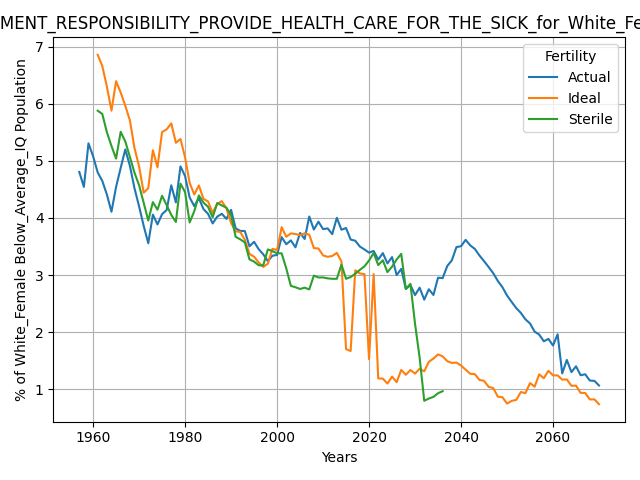 MENT_RESPONSIBILITY_PROVIDE_HEALTH_CARE_FOR_THE_SICK_for_White_Fe
7
6
5
4
3
2
1
% of White_Female Below_Average_IQ Population
Fertility
Actual
Ideal
Sterile
1960 1980 2000 2020 2040 2060
Years